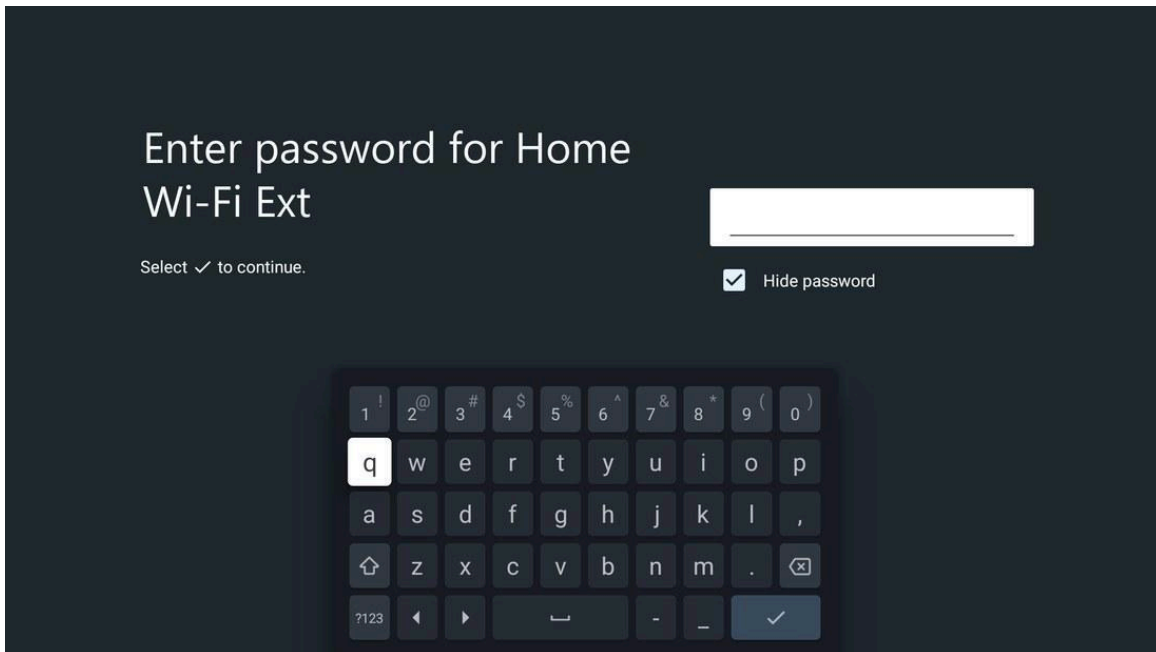 Enter password for Home
Wi-Fi Ext
Select ✓ to continue.
Hide password
1 ! 2 @ 3 # 4 $ 5 % 6 ^ 7 & 8 * 9 ( 0 )
q w e r t y u i o p
a s d f g h j k l ,
z x c v b n m .
?123 - _